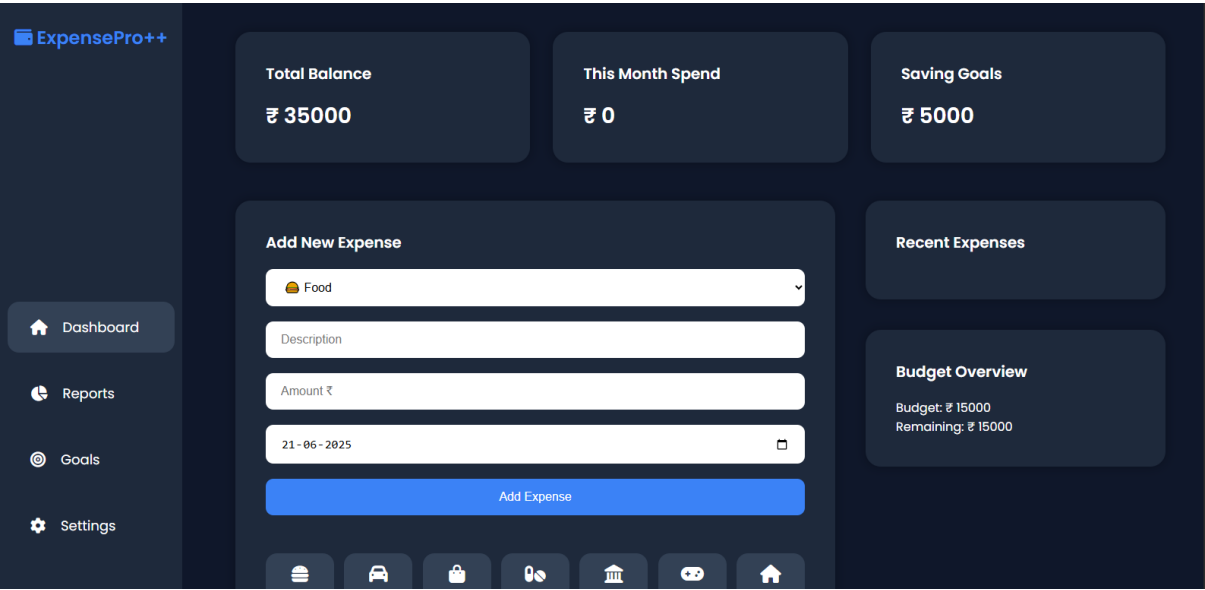 ExpensePro++
Dashboard
Reports
Goals
Settings
Total Balance
₹ 35000
This Month Spend
₹ 0
Saving Goals
₹ 5000
Add New Expense
🍔 Food
Description
Amount ₹
21-06-2025
Add Expense
Recent Expenses
Budget Overview
Budget: ₹ 15000
Remaining: ₹ 15000